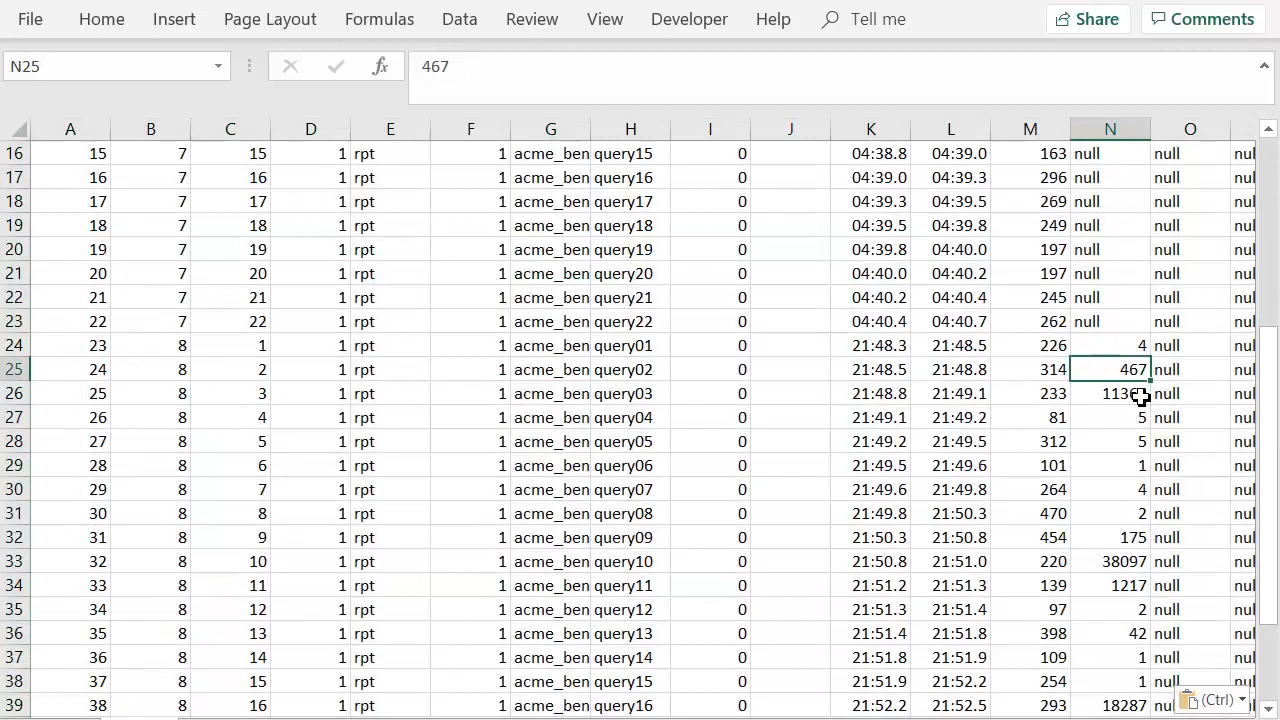 File Home Insert Page Layout Formulas Data Review View Developer Help Tell me Share Comments
N25 fx 467
A B C D E F G H I J K L M N O
16 15 7 15 1 rpt 1 acme_ben query15 0 04:38.8 04:39.0 163 null null nul
17 16 7 16 1 rpt 1 acme_ben query16 0 04:39.0 04:39.3 296 null null nul
18 17 7 17 1 rpt 1 acme_ben query17 0 04:39.3 04:39.5 269 null null nul
19 18 7 18 1 rpt 1 acme_ben query18 0 04:39.5 04:39.8 249 null null nul
20 19 7 19 1 rpt 1 acme_ben query19 0 04:39.8 04:40.0 197 null null nul
21 20 7 20 1 rpt 1 acme_ben query20 0 04:40.0 04:40.2 197 null null nul
22 21 7 21 1 rpt 1 acme_ben query21 0 04:40.2 04:40.4 245 null null nul
23 22 7 22 1 rpt 1 acme_ben query22 0 04:40.4 04:40.7 262 null null nul
24 23 8 1 1 rpt 1 acme_ben query01 0 21:48.3 21:48.5 226 4 null nul
25 24 8 2 1 rpt 1 acme_ben query02 0 21:48.5 21:48.8 314 467 null nul
26 25 8 3 1 rpt 1 acme_ben query03 0 21:48.8 21:49.1 233 null nul
27 26 8 4 1 rpt 1 acme_ben query04 0 21:49.1 21:49.2 81 5 null nul
28 27 8 5 1 rpt 1 acme_ben query05 0 21:49.2 21:49.5 312 5 null nul
29 28 8 6 1 rpt 1 acme_ben query06 0 21:49.5 21:49.6 101 1 null nul
30 29 8 7 1 rpt 1 acme_ben query07 0 21:49.6 21:49.8 264 4 null nul
31 30 8 8 1 rpt 1 acme_ben query08 0 21:49.8 21:50.3 470 2 null nul
32 31 8 9 1 rpt 1 acme_ben query09 0 21:50.3 21:50.8 454 175 null nul
33 32 8 10 1 rpt 1 acme_ben query10 0 21:50.8 21:51.0 220 38097 null nul
34 33 8 11 1 rpt 1 acme_ben query11 0 21:51.2 21:51.3 139 1217 null nul
35 34 8 12 1 rpt 1 acme_ben query12 0 21:51.3 21:51.4 97 2 null nul
36 35 8 13 1 rpt 1 acme_ben query13 0 21:51.4 21:51.8 398 42 null nul
37 36 8 14 1 rpt 1 acme_ben query14 0 21:51.8 21:51.9 109 1 null nul
38 37 8 15 1 rpt 1 acme_ben query15 0 21:51.9 21:52.2 254 1 (Ctrl)
39 38 8 16 1 rpt 1 acme_ben query16 0 21:52.2 21:52.5 293 18287